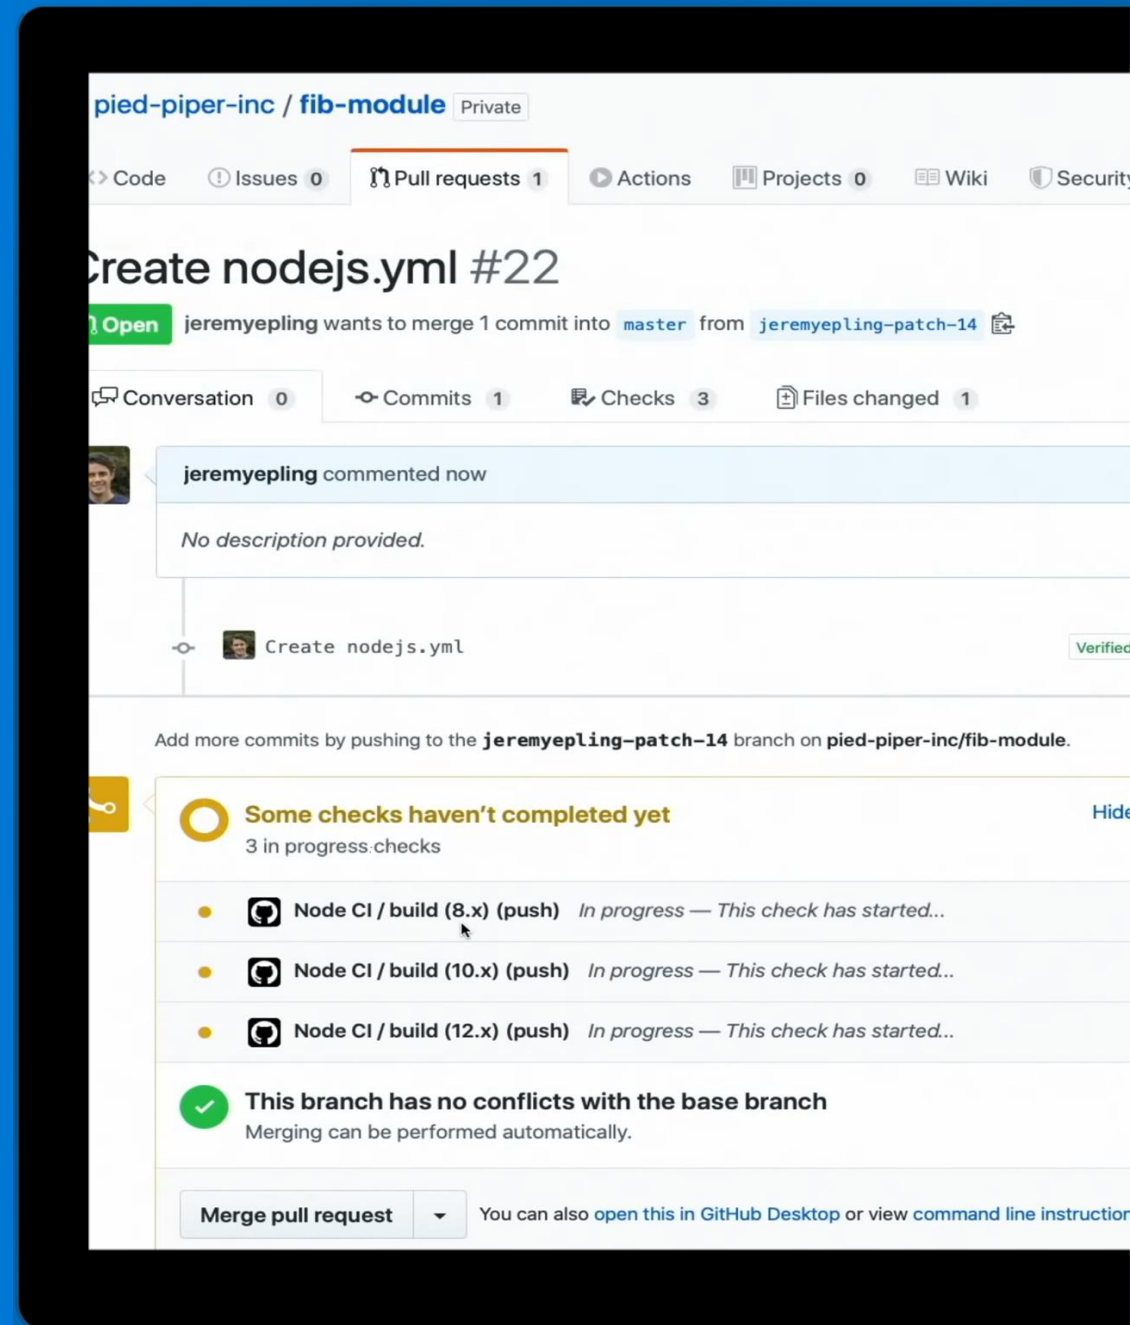 pied-piper-inc / fib-module Private
Code Issues 0 Pull requests 1 Actions Projects 0 Wiki Security
Create nodejs.yml #22
Open jeremyepling wants to merge 1 commit into master from jeremyepling-patch-14
Conversation 0 Commits 1 Checks 3 Files changed 1
jeremyepling commented now
No description provided.
Create nodejs.yml Verified
Add more commits by pushing to the jeremyepling-patch-14 branch on pied-piper-inc/fib-module.
Some checks haven't completed yet Hide
3 in progress checks
Node CI / build (8.x) (push) In progress — This check has started...
Node CI / build (10.x) (push) In progress — This check has started...
Node CI / build (12.x) (push) In progress — This check has started...
This branch has no conflicts with the base branch
Merging can be performed automatically.
Merge pull request You can also open this in GitHub Desktop or view command line instruction